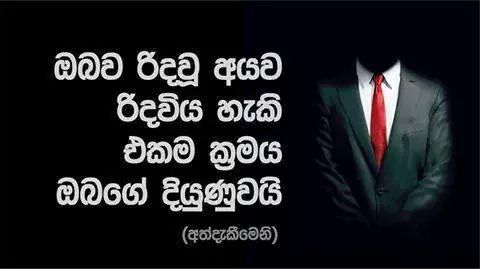 ඔබව රිදවූ අයව
රිදවිය හැකි
එකම ක්‍රමය
ඔබගේ දියුණුවයි
(අත්දැකීමෙනි)